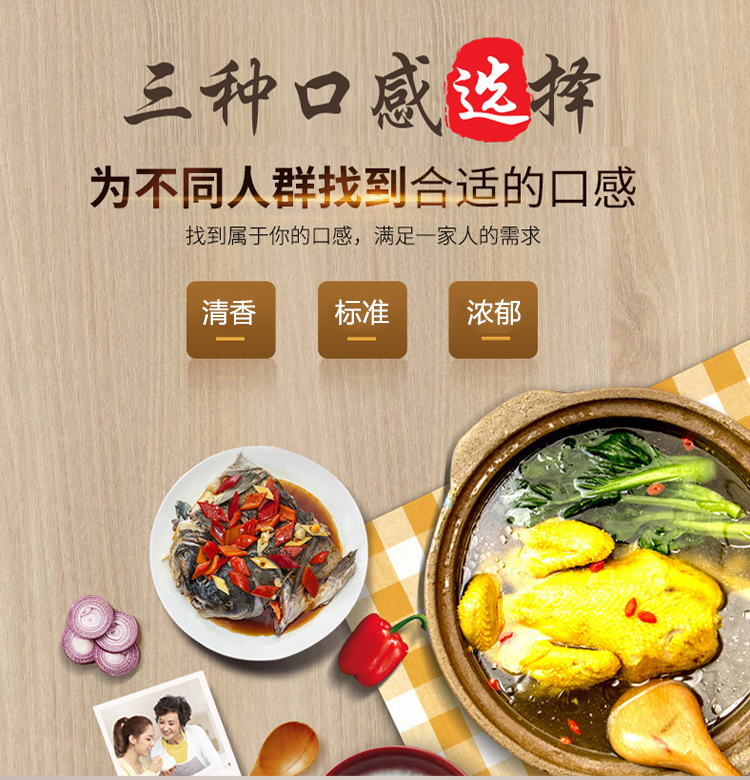 三种口感选择
为不同人群找到合适的口感
找到属于你的口感，满足一家人的需求
清香 标准 浓郁